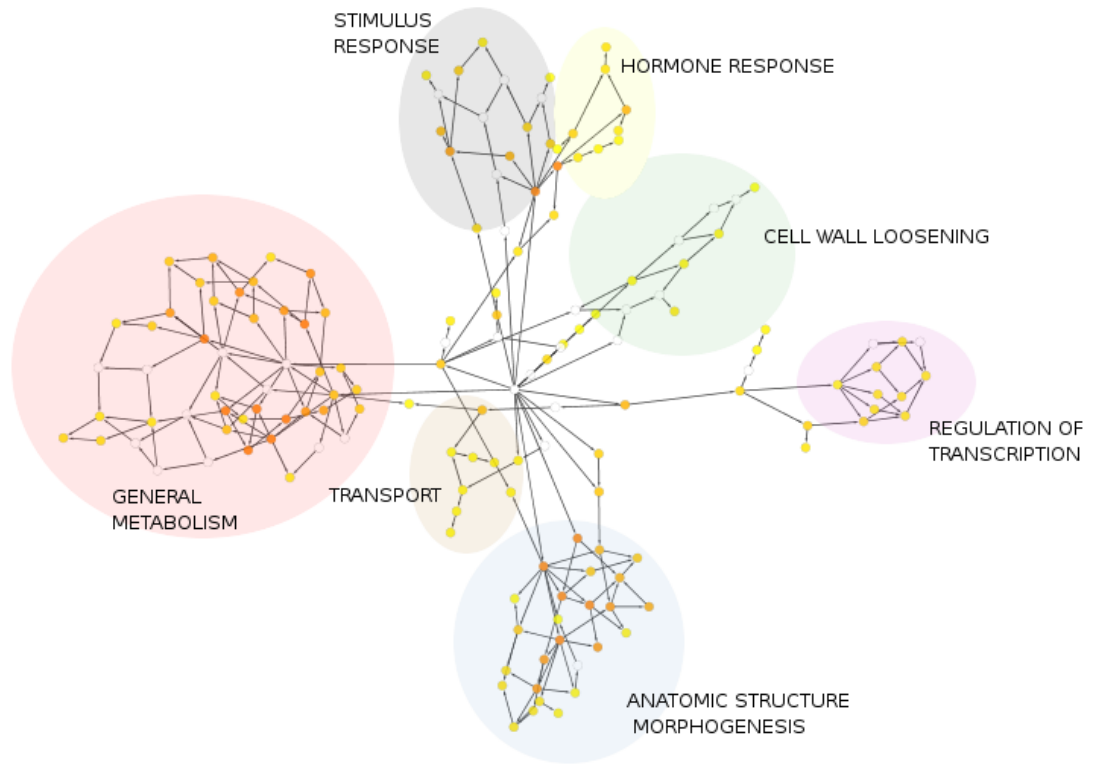 STIMULUS
RESPONSE
HORMONE RESPONSE
CELL WALL LOOSENING
REGULATION OF
TRANSCRIPTION
GENERAL
METABOLISM
TRANSPORT
ANATOMIC STRUCTURE
MORPHOGENESIS